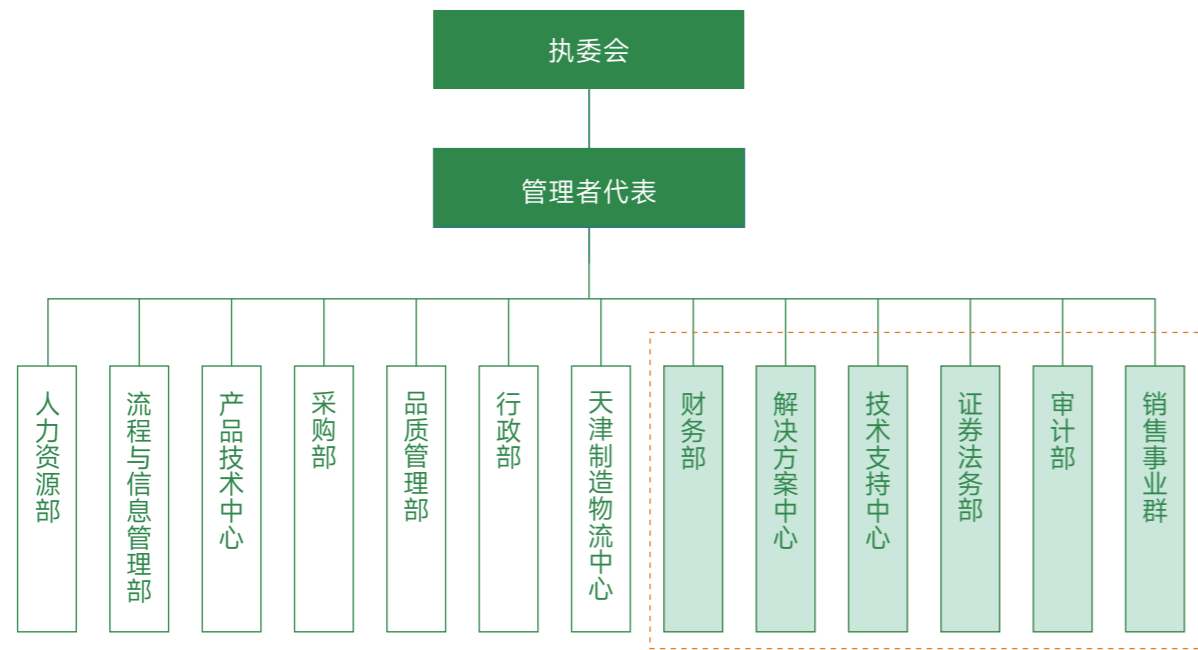 执委会
管理者代表
人力资源部
流程与信息管理部
产品技术中心
采购部
品质管理部
行政部
天津制造物流中心
财务部
解决方案中心
技术支持中心
证券法务部
审计部
销售事业群